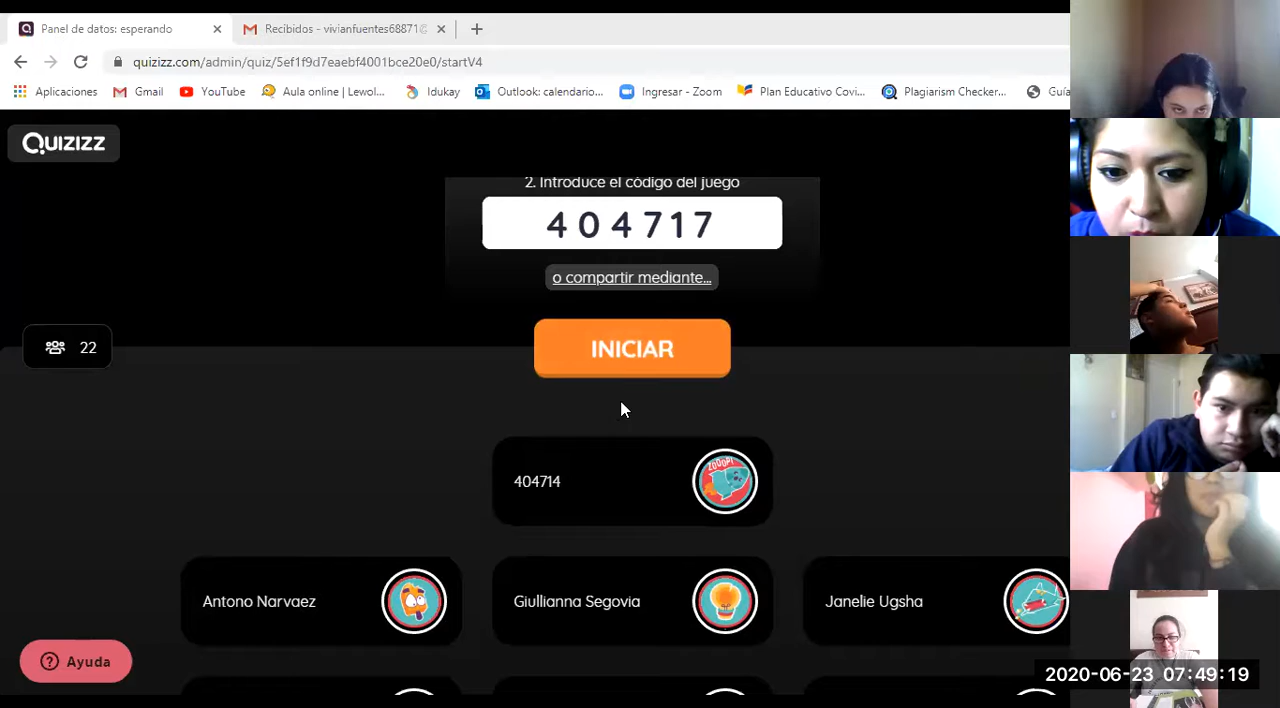 Panel de datos: esperando
Recibidos - vivianfuentes68871@
quizizz.com/admin/quiz/5ef1f9d7eaebf4001bce20e0/startV4
Aplicaciones
Gmail
YouTube
Aula online | Lewol...
Idukay
Outlook: calendario...
Ingresar - Zoom
Plan Educativo Covi...
Plagiarism Checker...
Guía
Quizizz
2. Introduce el código del juego
404717
o compartir mediante...
INICIAR
22
404714
ZOOOP!
Antono Narvaez
Giullianna Segovia
Janelie Ugsha
Ayuda
2020-06-23 07:49:19